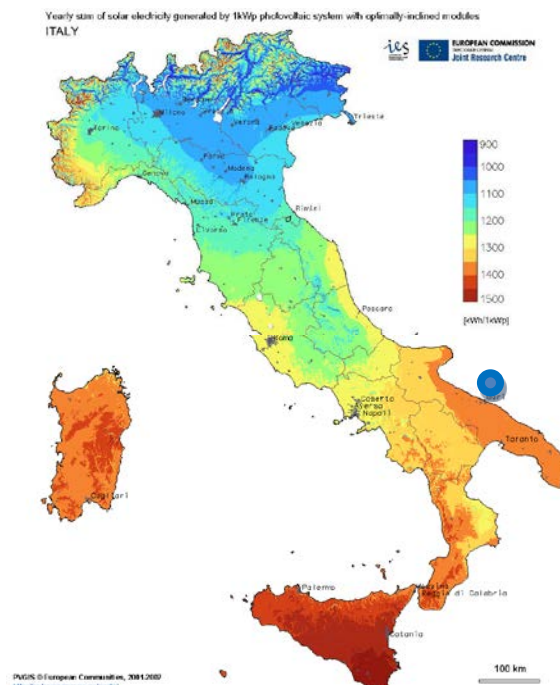 Yearly sum of solar electricity generated by 1kWp photovoltaic system with optimally-inclined modules
ITALY
ies
EUROPEAN COMMISSION
Joint Research Centre
Trieste
Milano
Verona
Venezia
Torino
Parma
Modena
Bologna
Genova
Massa
Rimini
Prato
Firenze
Livorno
900
1000
1100
1200
1300
1400
1500
[kWh/1kWp]
Pescara
Roma
Caserta
Aversa
Napoli
Taranto
Cagliari
Palermo
Messina
Reggio di Calabria
Catania
100 km
PVGIS © European Communities, 2001-2007